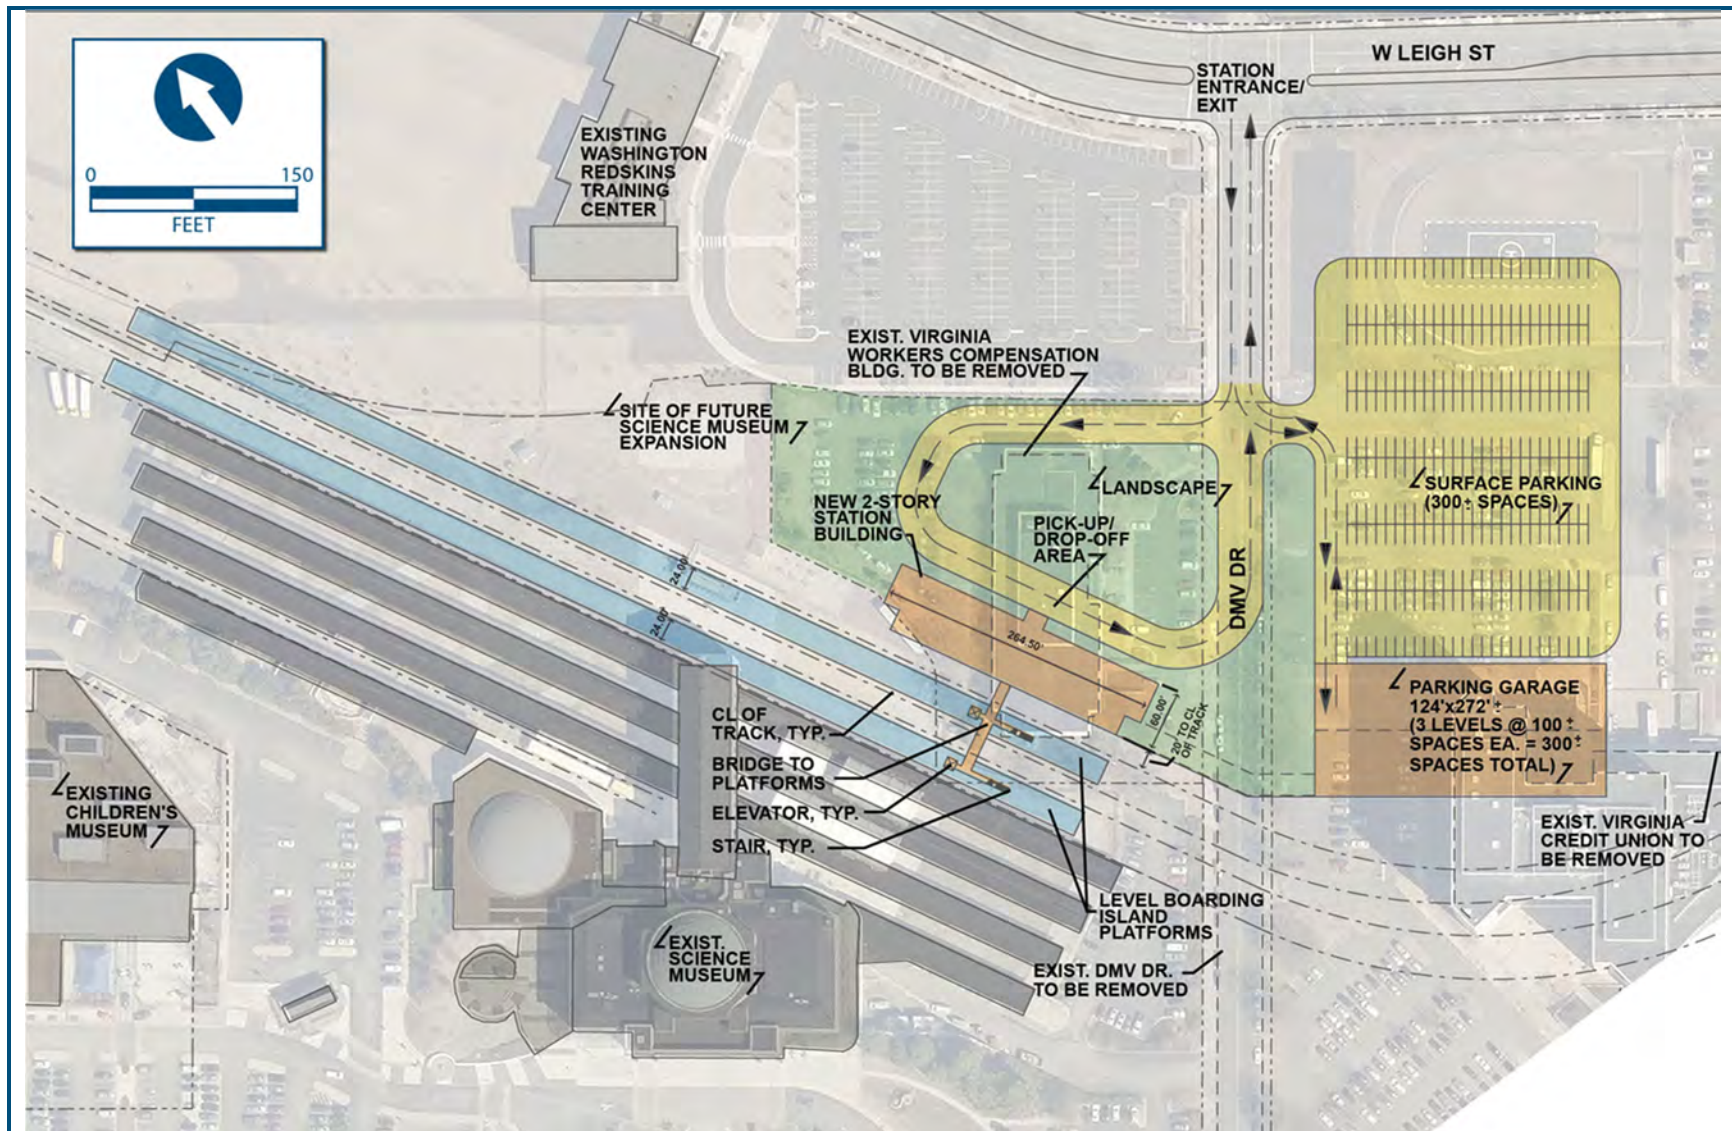 0 150
FEET
W LEIGH ST
STATION
ENTRANCE/
EXIT
EXISTING
WASHINGTON
REDSKINS
TRAINING
CENTER
H
EXIST. VIRGINIA
WORKERS COMPENSATION
BLDG. TO BE REMOVED
SITE OF FUTURE
SCIENCE MUSEUM
EXPANSION
LANDSCAPE
SURFACE PARKING
(300± SPACES)
NEW 2-STORY
STATION
BUILDING
PICK-UP/
DROP-OFF
AREA
DMV DR
24.00'
24.00'
264.50'
60.00'
20' TO CL
OF TRACK
PARKING GARAGE
124'x272' ±
(3 LEVELS @ 100 ±
SPACES EA. = 300±
SPACES TOTAL)
CL OF
TRACK, TYP.
BRIDGE TO
PLATFORMS
ELEVATOR, TYP.
STAIR, TYP.
EXISTING
CHILDREN'S
MUSEUM
EXIST. VIRGINIA
CREDIT UNION TO
BE REMOVED
LEVEL BOARDING
ISLAND
PLATFORMS
EXIST.
SCIENCE
MUSEUM
EXIST. DMV DR.
TO BE REMOVED